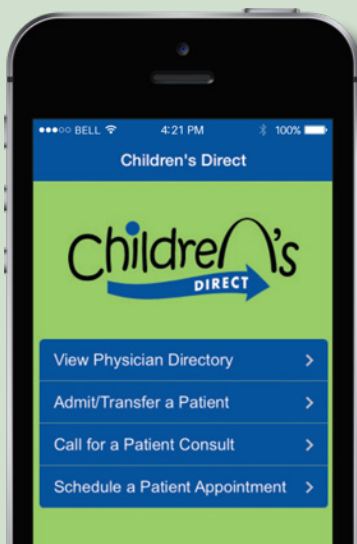 BELL 4:21 PM 100%
Children's Direct
Children's
DIRECT
View Physician Directory
Admit/Transfer a Patient
Call for a Patient Consult
Schedule a Patient Appointment